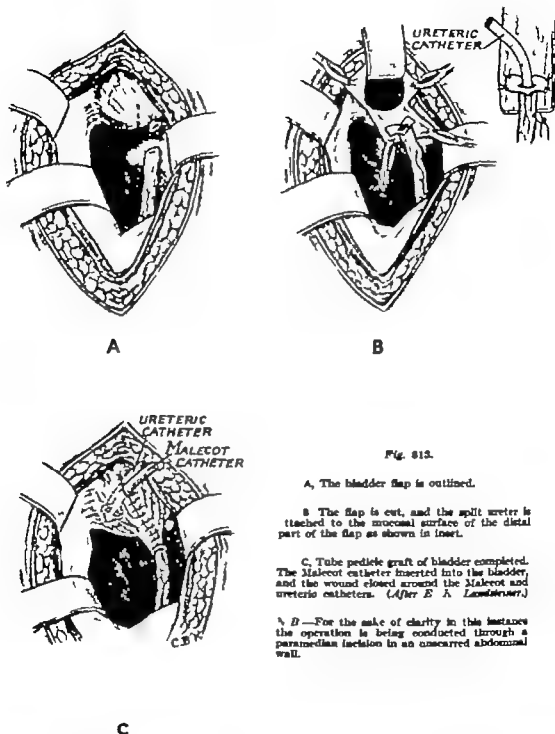 URETERIC
CATHETER
A
B
URETERIC
CATHETER
MALECOT
CATHETER
C
Fig. 813.
A, The bladder flap is outlined.
B The flap is cut, and the split ureter is
ttached to the mucosal surface of the distal
part of the flap as shown in inset.
C, Tube pedicle graft of bladder completed.
The Malecot catheter inserted into the bladder,
and the wound closed around the Malecot and
ureteric catheters. (After E
B—For the sake of clarity in this instance
the operation is being conducted through a
paramedian incision in an unscarred abdominal
wall.